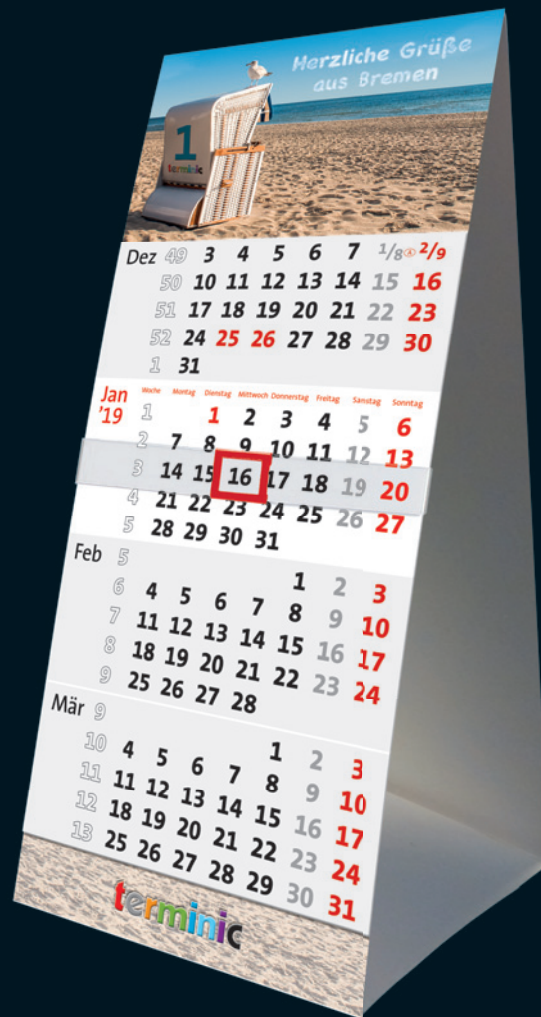 Herzliche Grüße
aus Bremen
1
terminic
Dez 49 3 4 5 6 7 1/8 2/9
50 10 11 12 13 14 15 16
51 17 18 19 20 21 22 23
52 24 25 26 27 28 29 30
1 31
Woche Montag Dienstag Mittwoch Donnerstag Freitag Samstag Sonntag
Jan '19 1 1 2 3 4 5 6
2 7 8 9 10 11 12 13
3 14 15 16 17 18 19 20
4 21 22 23 24 25 26 27
5 28 29 30 31
Feb 5 1 2 3
6 4 5 6 7 8 9 10
7 11 12 13 14 15 16 17
8 18 19 20 21 22 23 24
9 25 26 27 28
Mär 9 1 2 3
10 4 5 6 7 8 9 10
11 11 12 13 14 15 16 17
12 18 19 20 21 22 23 24
13 25 26 27 28 29 30 31
terminic